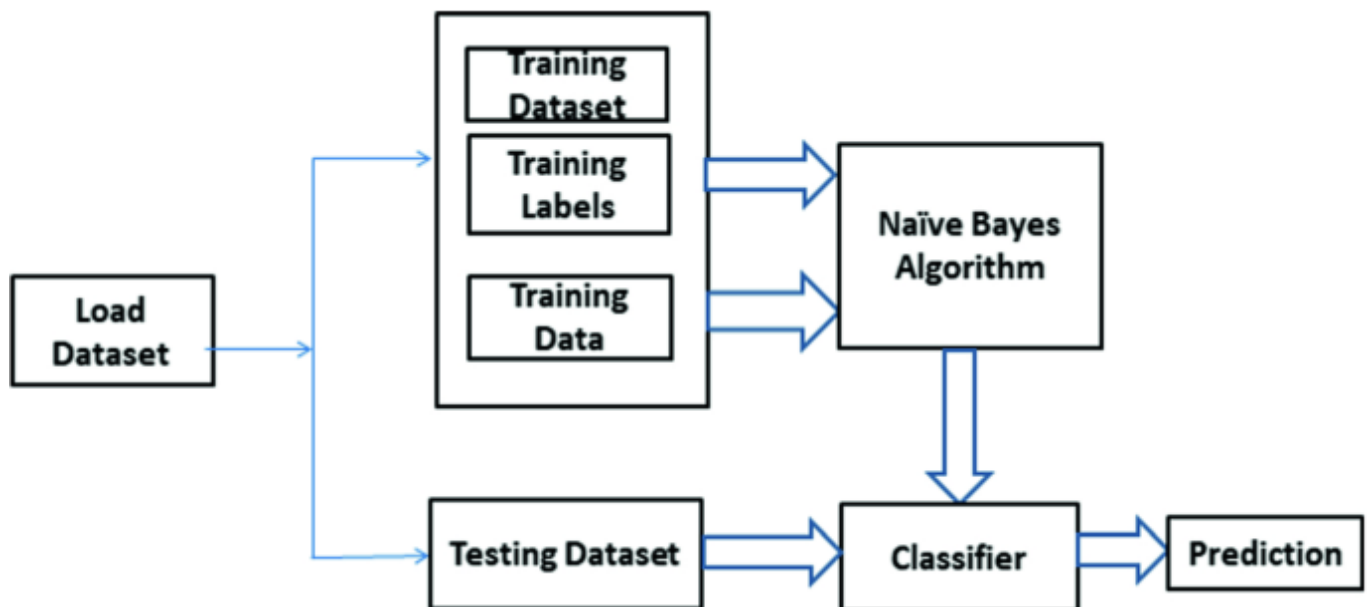 Training
Dataset
Training
Labels
Training
Data
Load
Dataset
Naïve Bayes
Algorithm
Testing Dataset
Classifier
Prediction